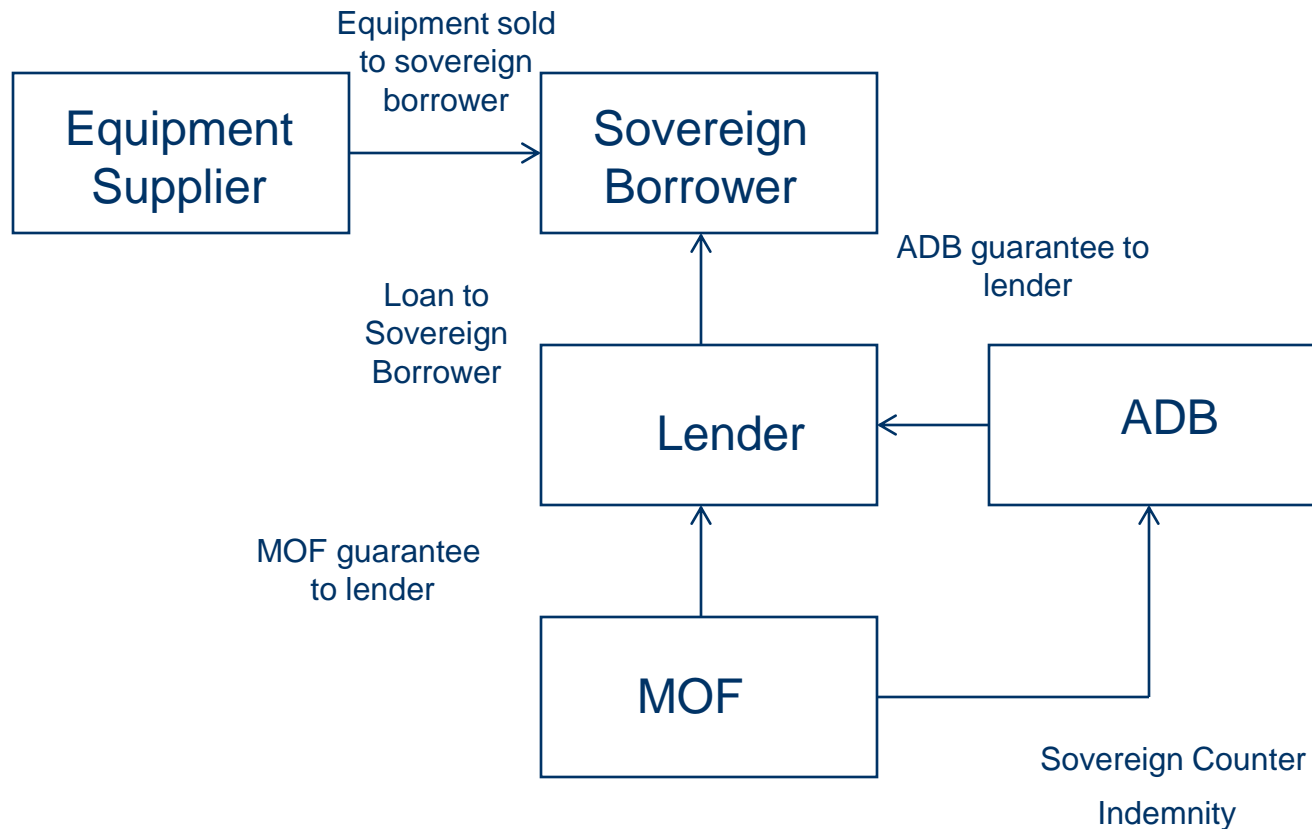 Equipment sold
to sovereign
borrower
Equipment
Supplier
Sovereign
Borrower
ADB guarantee to
lender
Loan to
Sovereign
Borrower
Lender
ADB
MOF guarantee
to lender
MOF
Sovereign Counter
Indemnity